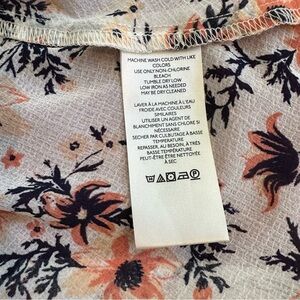 MACHINE WASH COLD WITH LIKE
COLORS
USE ONLY NON-CHLORINE
BLEACH
TUMBLE DRY LOW
LOW IRON AS NEEDED
MAY BE DRY CLEANED
LAVER À LA MACHINE À L'EAU
FROIDE AVEC COULEURS
SIMILAIRES
UTILISER UN AGENT DE
BLANCHIMENT SANS CHLORE SI
NÉCESSAIRE
SÉCHER PAR CULBUTAGE À BASSE
TEMPÉRATURE
REPASSER, AU BESOIN, À TRÈS
BASSE TEMPÉRATURE
PEUT-ÊTRE ÊTRE NETTOYÉE
À SEC